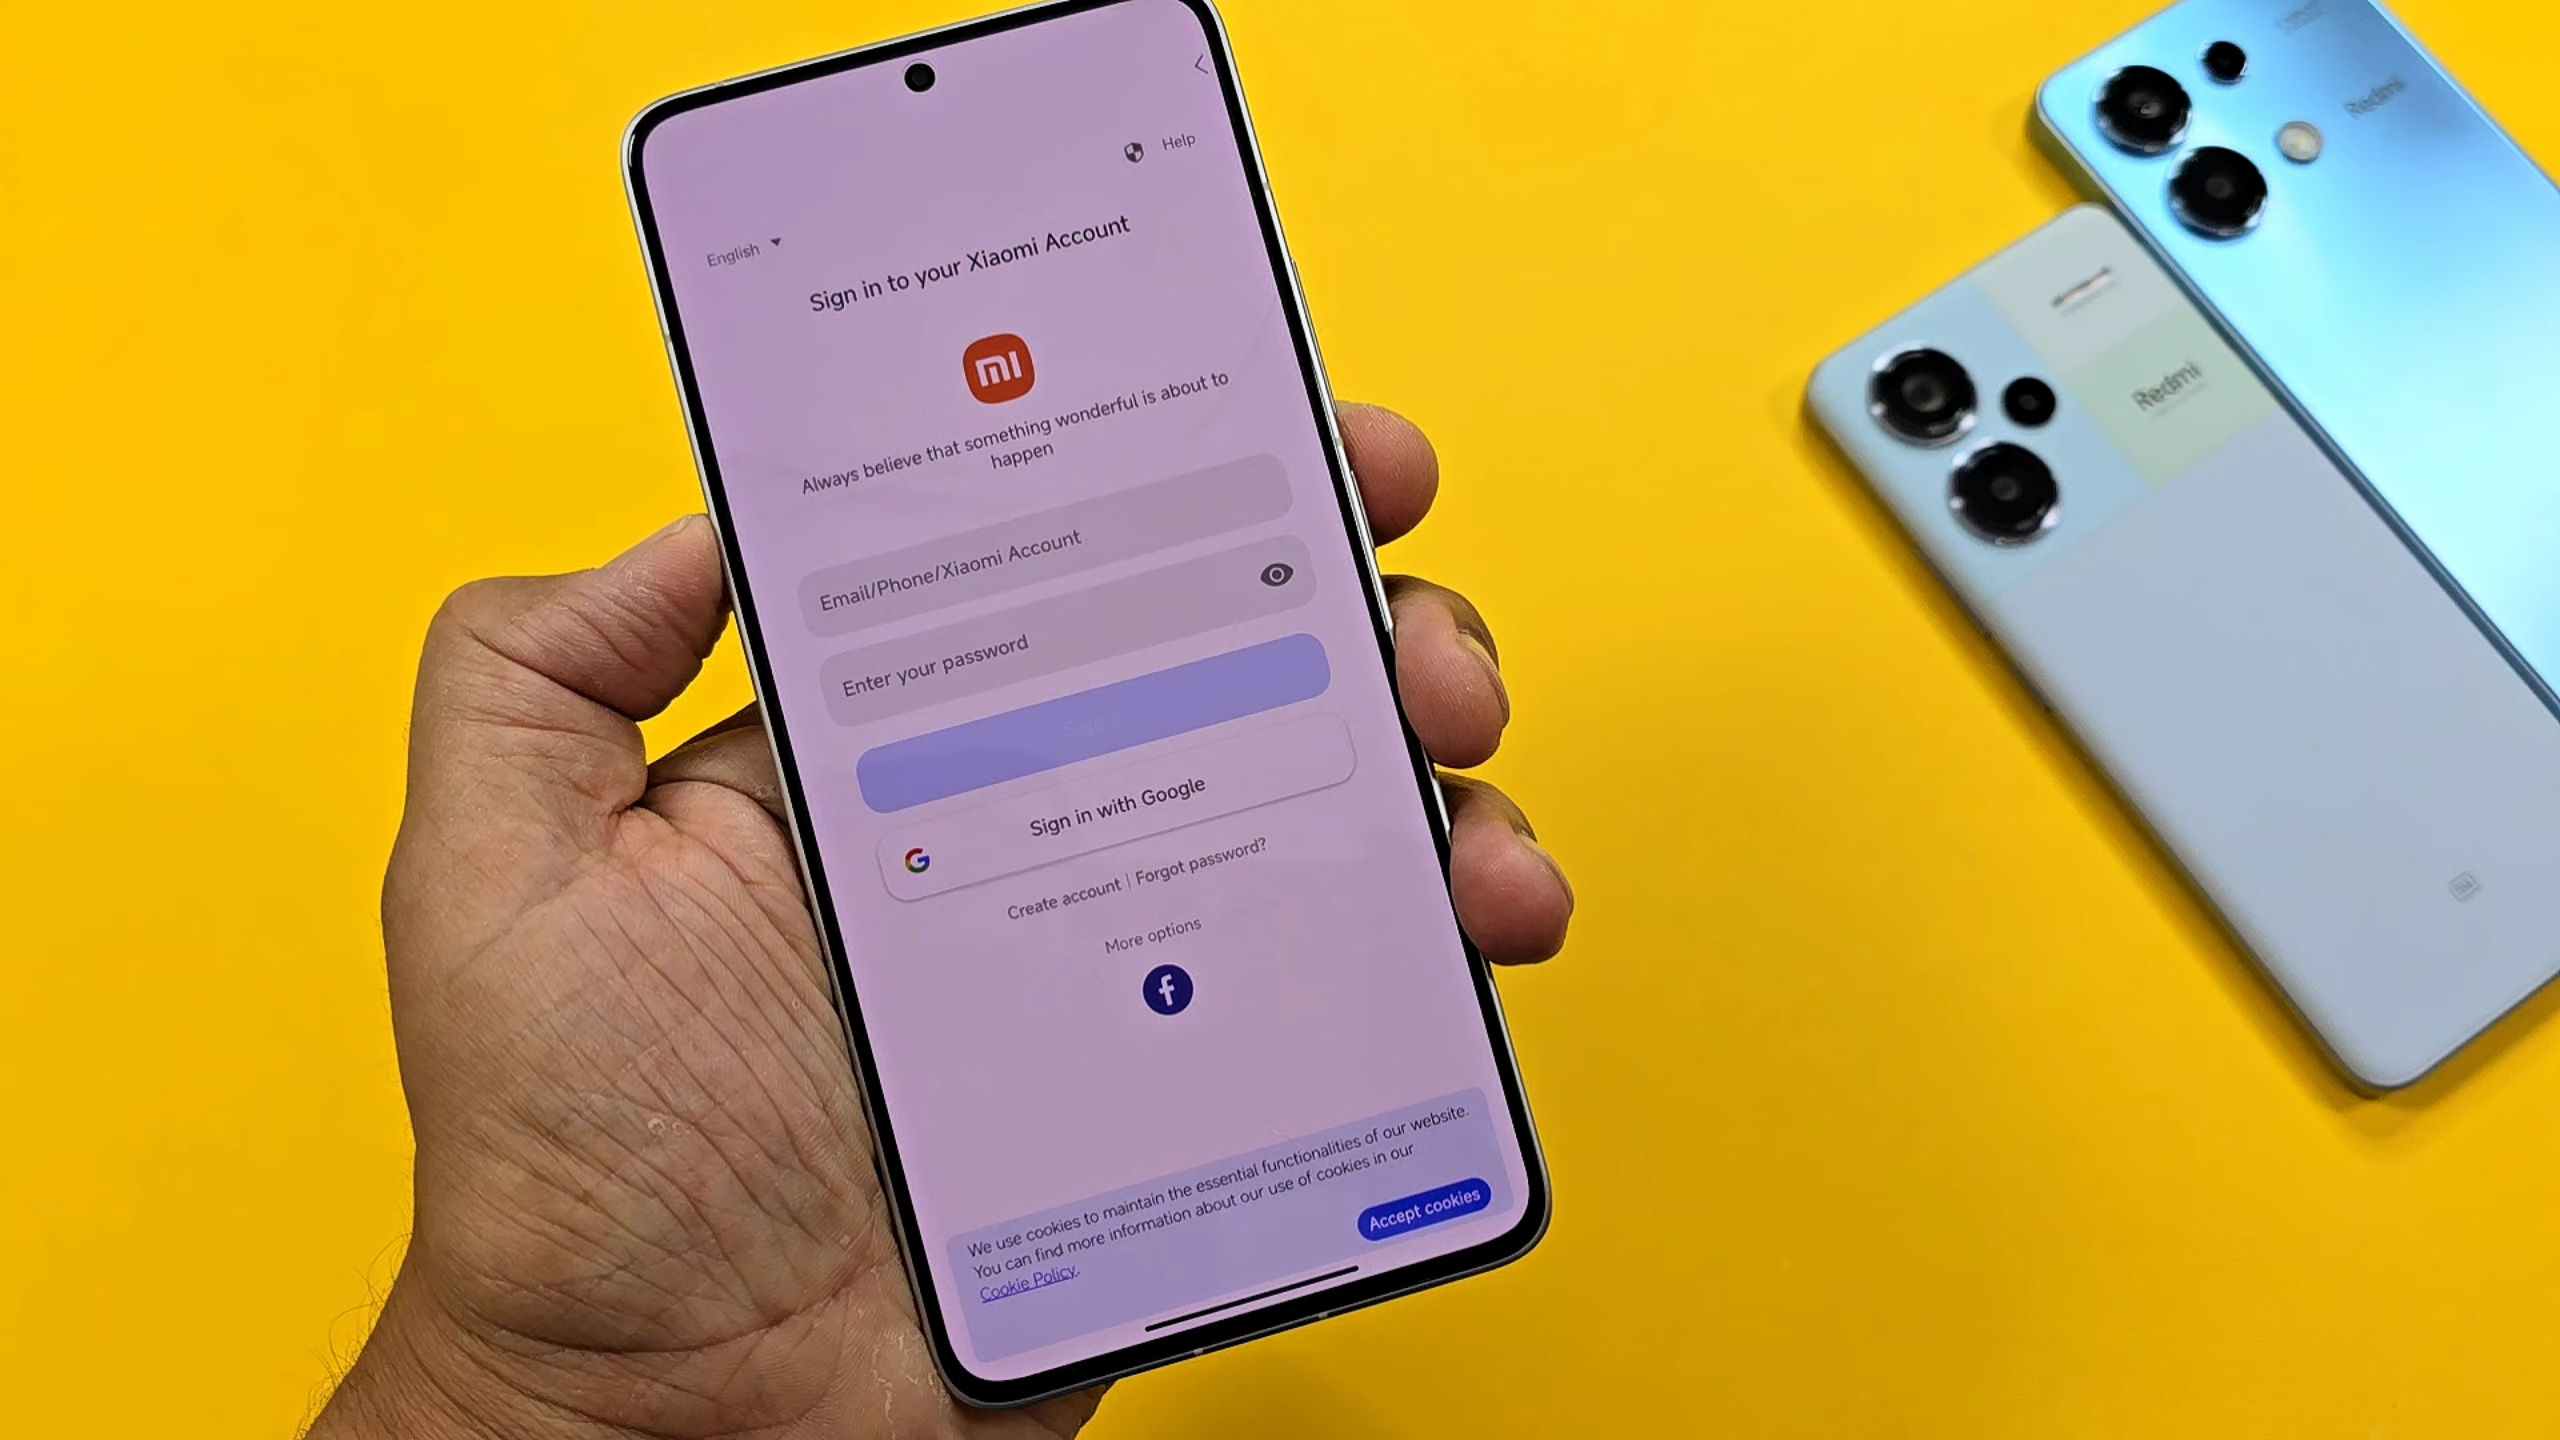 Help
English
Sign in to your Xiaomi Account
mi
Always believe that something wonderful is about to
happen
Email/Phone/Xiaomi Account
Enter your password
Sign in with Google
Create account | Forgot password?
More options
We use cookies to maintain the essential functionalities of our website.
You can find more information about our use of cookies in our
Cookie Policy.
Accept cookies
Redmi
Redmi